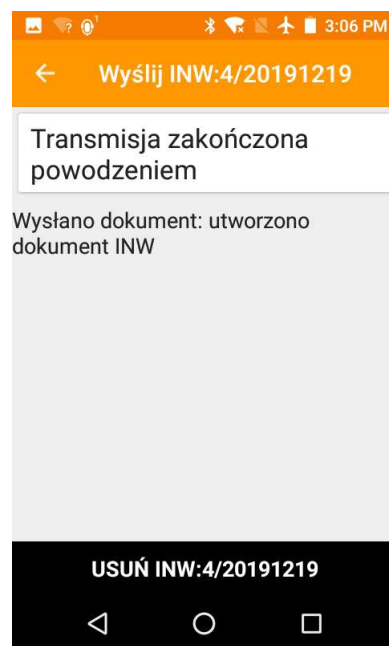 3:06 PM
Wyślij INW:4/20191219
Transmisja zakończona
powodzeniem
Wysłano dokument: utworzono
dokument INW
USUŃ INW:4/20191219